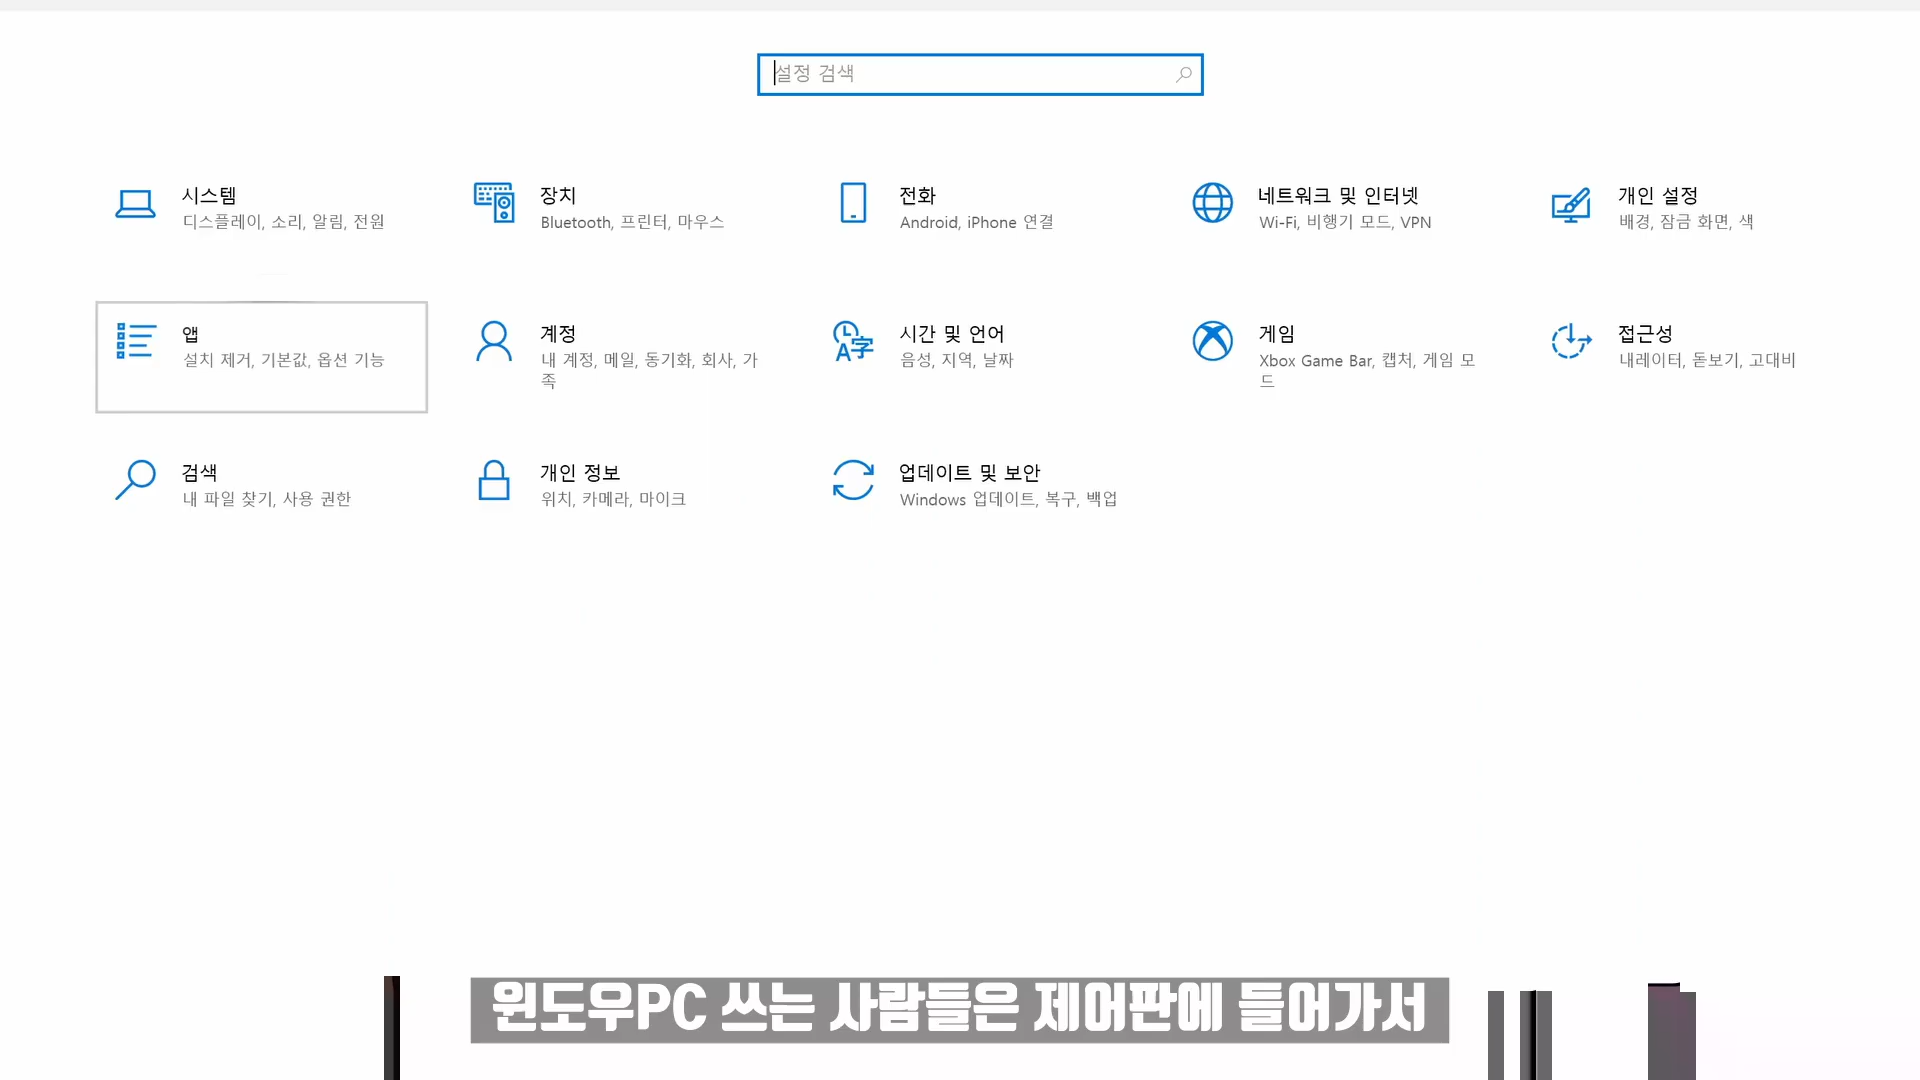 설정 검색
시스템
디스플레이, 소리, 알림, 전원
장치
Bluetooth, 프린터, 마우스
전화
Android, iPhone 연결
네트워크 및 인터넷
Wi-Fi, 비행기 모드, VPN
개인 설정
배경, 잠금 화면, 색
앱
설치 제거, 기본값, 옵션 기능
계정
내 계정, 메일, 동기화, 회사, 가
족
시간 및 언어
음성, 지역, 날짜
게임
Xbox Game Bar, 캡처, 게임 모
드
접근성
내레이터, 돋보기, 고대비
검색
내 파일 찾기, 사용 권한
개인 정보
위치, 카메라, 마이크
업데이트 및 보안
Windows 업데이트, 복구, 백업
윈도우PC 쓰는 사람들은 제어판에 들어가서